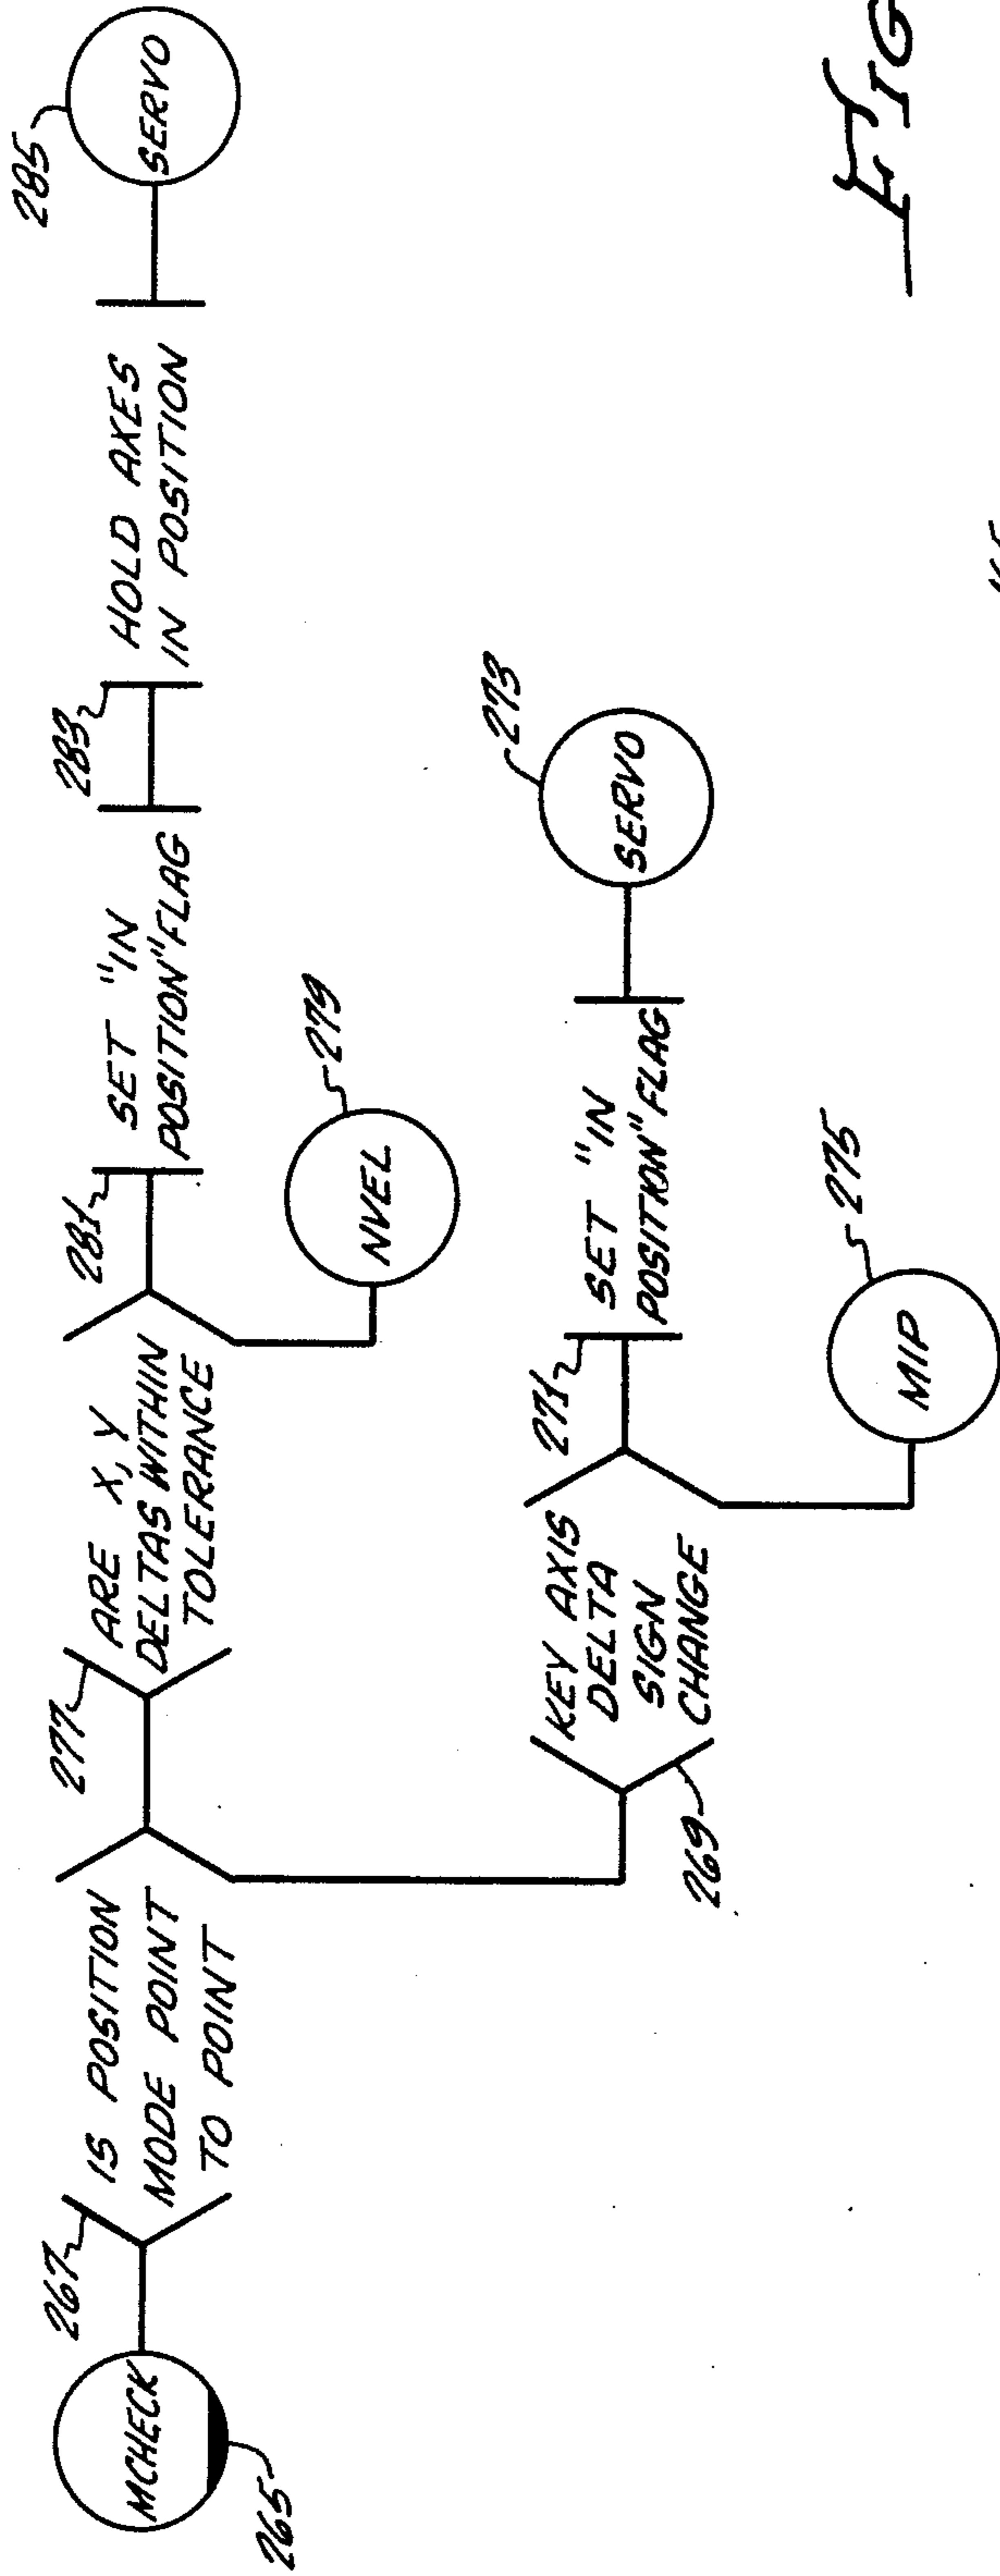 265
MCHECK
267
IS POSITION
MODE POINT
TO POINT
277
ARE X, Y
DELTAS WITHIN
TOLERANCE
281
SET "IN
POSITION" FLAG
283
HOLD AXES
IN POSITION
285
SERVO
NVEL
279
269
KEY AXIS
DELTA
SIGN
CHANGE
271
SET "IN
POSITION" FLAG
273
SERVO
MIP
275
FIG